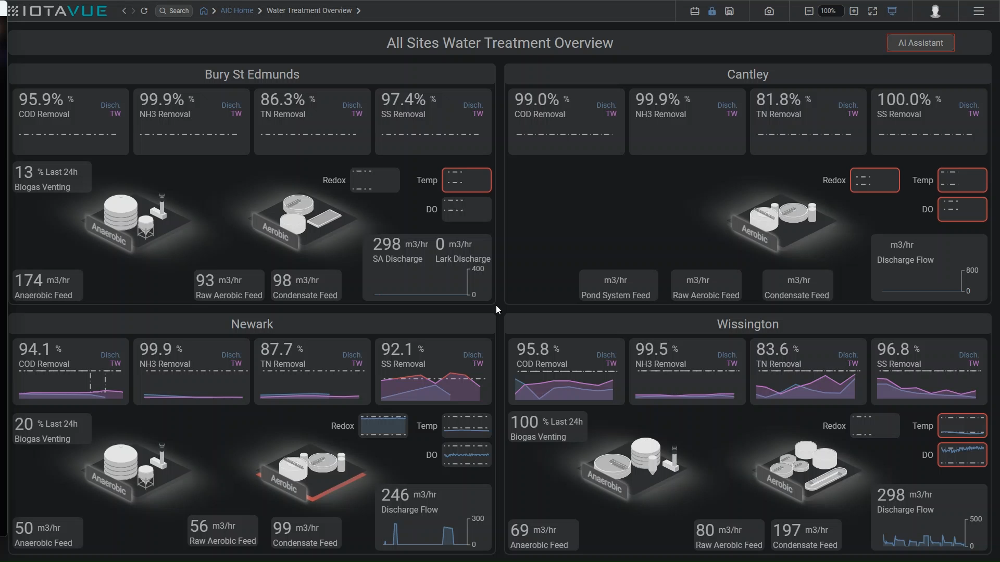 IOTAVUE
Search
AIC Home
Water Treatment Overview
100%
All Sites Water Treatment Overview
AI Assistant
Bury St Edmunds
95.9% %
COD Removal
Disch.
TW
99.9% %
NH3 Removal
Disch.
TW
86.3% %
TN Removal
Disch.
TW
97.4% %
SS Removal
Disch.
TW
13 % Last 24h
Biogas Venting
Redox
Temp
DO
Anaerobic
Aerobic
298 m3/hr
SA Discharge
0 m3/hr
Lark Discharge
400
0
174 m3/hr
Anaerobic Feed
93 m3/hr
Raw Aerobic Feed
98 m3/hr
Condensate Feed
Cantley
99.0% %
COD Removal
Disch.
TW
99.9% %
NH3 Removal
Disch.
TW
81.8% %
TN Removal
Disch.
TW
100.0% %
SS Removal
Disch.
TW
Redox
Temp
DO
Aerobic
m3/hr
Discharge Flow
800
0
m3/hr
Pond System Feed
m3/hr
Raw Aerobic Feed
m3/hr
Condensate Feed
Newark
94.1 %
COD Removal
Disch.
TW
99.9 %
NH3 Removal
Disch.
TW
87.7 %
TN Removal
Disch.
TW
92.1 %
SS Removal
Disch.
TW
20 % Last 24h
Biogas Venting
Redox
Temp
DO
Anaerobic
Aerobic
246 m3/hr
Discharge Flow
300
0
50 m3/hr
Anaerobic Feed
56 m3/hr
Raw Aerobic Feed
99 m3/hr
Condensate Feed
Wissington
95.8 %
COD Removal
Disch.
TW
99.5 %
NH3 Removal
Disch.
TW
83.6 %
TN Removal
Disch.
TW
96.8 %
SS Removal
Disch.
TW
100 % Last 24h
Biogas Venting
Redox
Temp
DO
Anaerobic
Aerobic
298 m3/hr
Discharge Flow
500
0
69 m3/hr
Anaerobic Feed
80 m3/hr
Raw Aerobic Feed
197 m3/hr
Condensate Feed